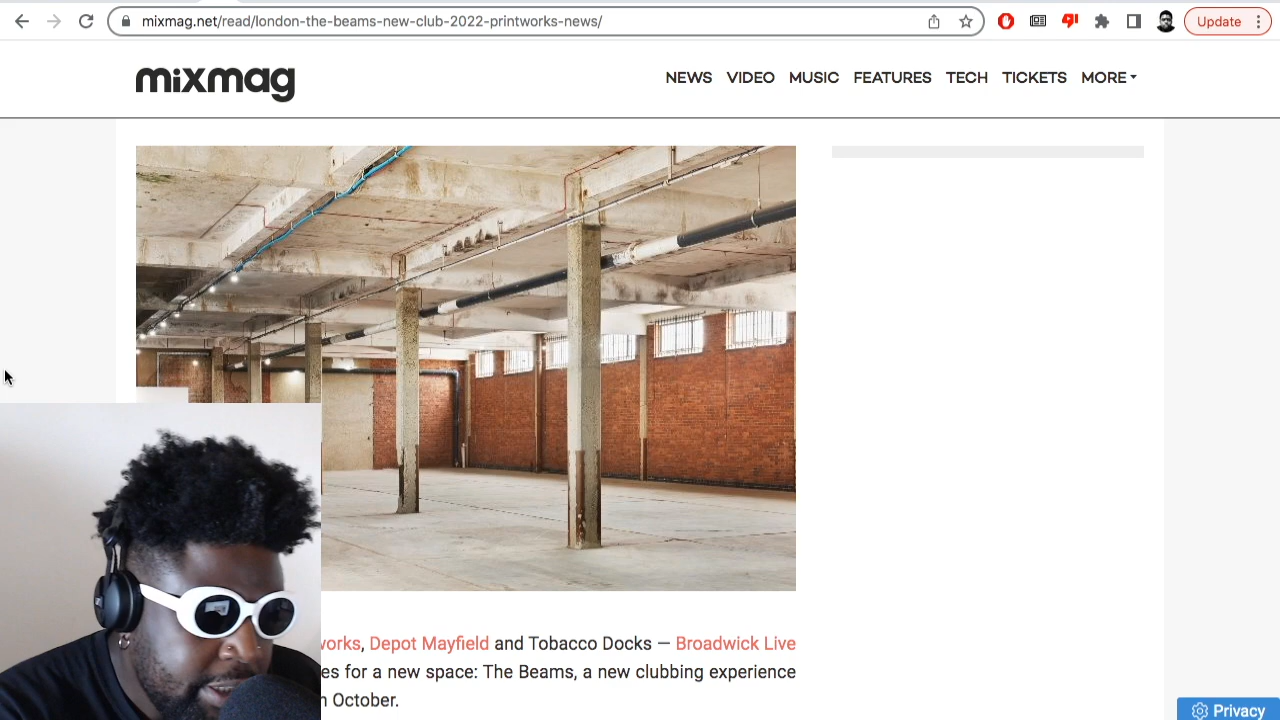 mixmag.net/read/london-the-beams-new-club-2022-printworks-news/
Update
mixmag
NEWS VIDEO MUSIC FEATURES TECH TICKETS MORE
works, Depot Mayfield and Tobacco Docks — Broadwick Live
es for a new space: The Beams, a new clubbing experience
n October.
Privacy